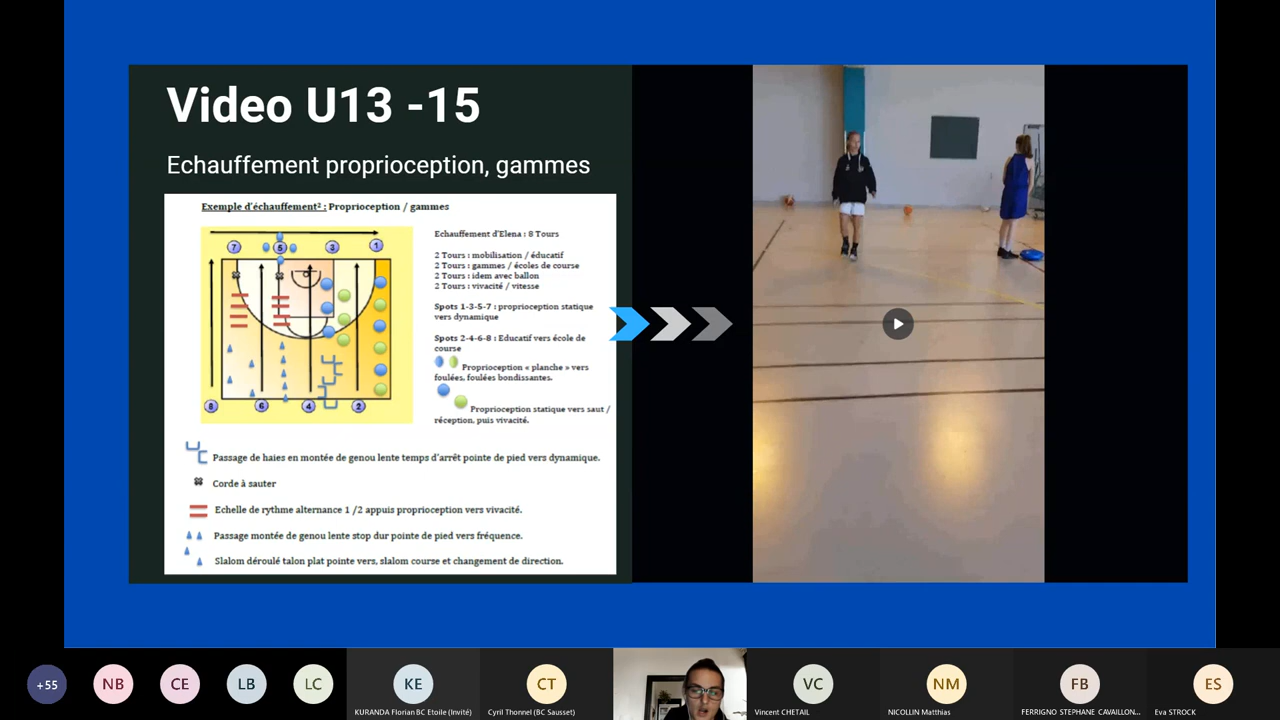 Video U13 -15
Echauffement proprioception, gammes
Exemple d'échauffement² : Proprioception / gammes
7
5
3
1
8
6
4
2
Echauffement d'Elena : 8 Tours
2 Tours : mobilisation / éducatif
2 Tours : gammes / écoles de course
2 Tours : idem avec ballon
2 Tours : vivacité / vitesse
Spots 1-3-5-7 : proprioception statique
vers dynamique
Spots 2-4-6-8 : Educatif vers école de
course
Proprioception « planche » vers
foulées, foulées bondissantes.
Proprioception statique vers saut /
réception, puis vivacité.
Passage de haies en montée de genou lente temps d'arrêt pointe de pied vers dynamique.
Corde à sauter
Echelle de rythme alternance 1 /2 appuis proprioception vers vivacité.
Passage montée de genou lente stop dur pointe de pied vers fréquence.
Slalom déroulé talon plat pointe vers, slalom course et changement de direction.
+55
NB
CE
LB
LC
KE
CT
VC
NM
FB
ES
KURANDA Florian BC Etoile (Invité)
Cyril Thonnel (BC Sausset)
Vincent CHETAIL
NICOLLIN Matthias
FERRIGNO STEPHANE CAVAILLON...
Eva STROCK